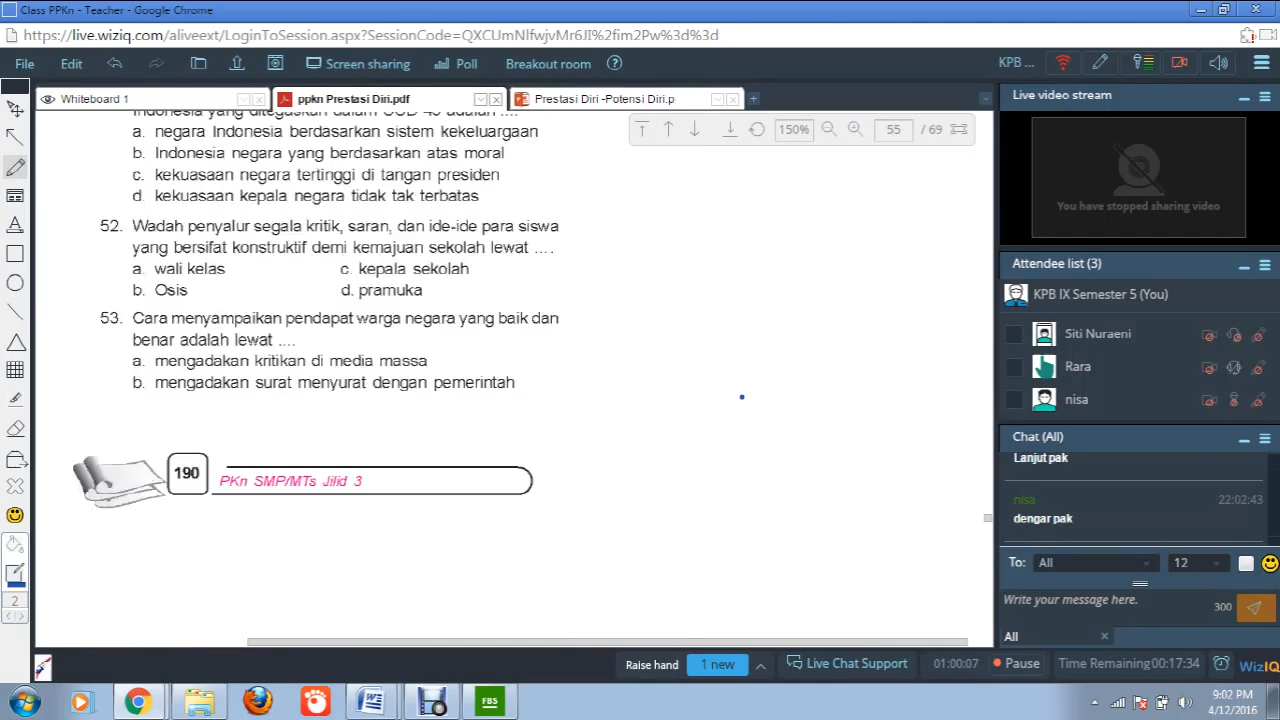 Class PPKn - Teacher - Google Chrome
https://live.wiziq.com/aliveext/LoginToSession.aspx?SessionCode=QXCUmNlfwjvMr6JI%2fim2Pw%3d%3d
File Edit Screen sharing Poll Breakout room ? KPB ...
Whiteboard 1 ppkn Prestasi Diri.pdf Prestasi Diri -Potensi Diri.p
150% 55 / 69
Indonesia yang ditegaskan dalam UUD 45 adalah ....
a. negara Indonesia berdasarkan sistem kekeluargaan
b. Indonesia negara yang berdasarkan atas moral
c. kekuasaan negara tertinggi di tangan presiden
d. kekuasaan kepala negara tidak tak terbatas
52. Wadah penyalur segala kritik, saran, dan ide-ide para siswa
yang bersifat konstruktif demi kemajuan sekolah lewat ....
a. wali kelas c. kepala sekolah
b. Osis d. pramuka
53. Cara menyampaikan pendapat warga negara yang baik dan
benar adalah lewat ....
a. mengadakan kritikan di media massa
b. mengadakan surat menyurat dengan pemerintah
190 PKn SMP/MTs Jilid 3
Live video stream
You have stopped sharing video
Attendee list (3)
KPB IX Semester 5 (You)
Siti Nuraeni
Rara
nisa
Chat (All)
Lanjut pak
nisa 22:02:43
dengar pak
To: All 12
Write your message here. 300
All
2
Raise hand 1 new Live Chat Support 01:00:07 Pause Time Remaining 00:17:34 WizIQ
FBS
9:02 PM
4/12/2016